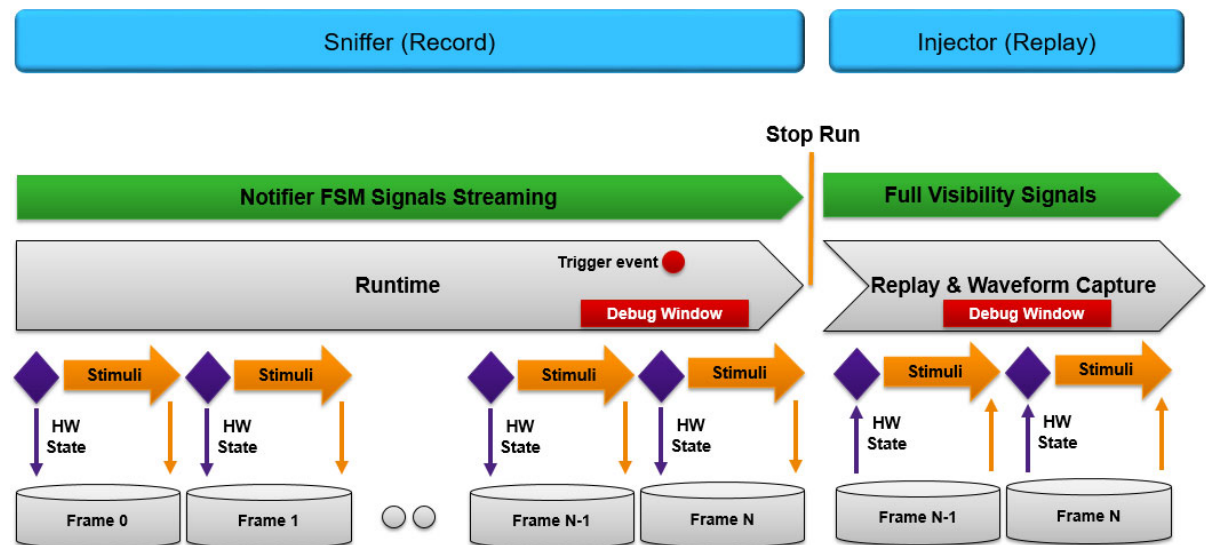 Sniffer (Record)
Injector (Replay)
Stop Run
Notifier FSM Signals Streaming
Full Visibility Signals
Trigger event
Runtime
Debug Window
Replay & Waveform Capture
Debug Window
Stimuli
Stimuli
Stimuli
Stimuli
Stimuli
Stimuli
HW
State
HW
State
HW
State
HW
State
HW
State
HW
State
Frame 0
Frame 1
Frame N-1
Frame N
Frame N-1
Frame N